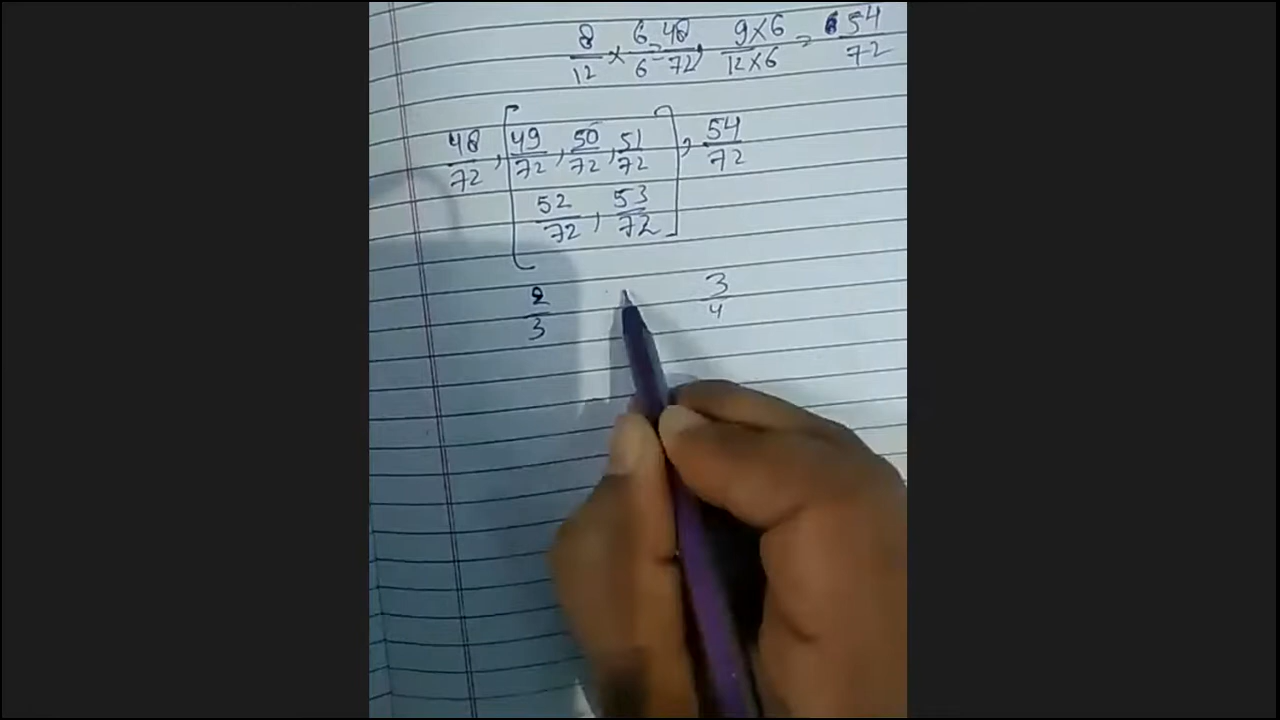 8/12 × 6/6 = 48/72, 9×6/12×6 = 54/72
48/72, [49/72, 50/72, 51/72
52/72, 53/72], 54/72
2/3 3/4